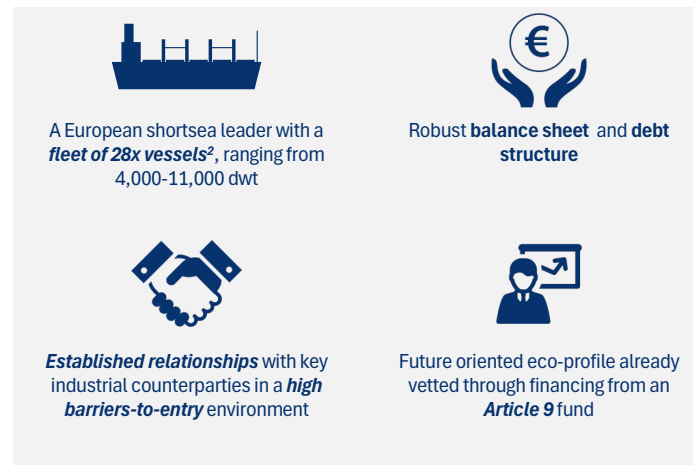 €
A European shortsea leader with a
fleet of 28x vessels², ranging from
4,000-11,000 dwt
Robust balance sheet and debt
structure
Established relationships with key
industrial counterparties in a high
barriers-to-entry environment
Future oriented eco-profile already
vetted through financing from an
Article 9 fund